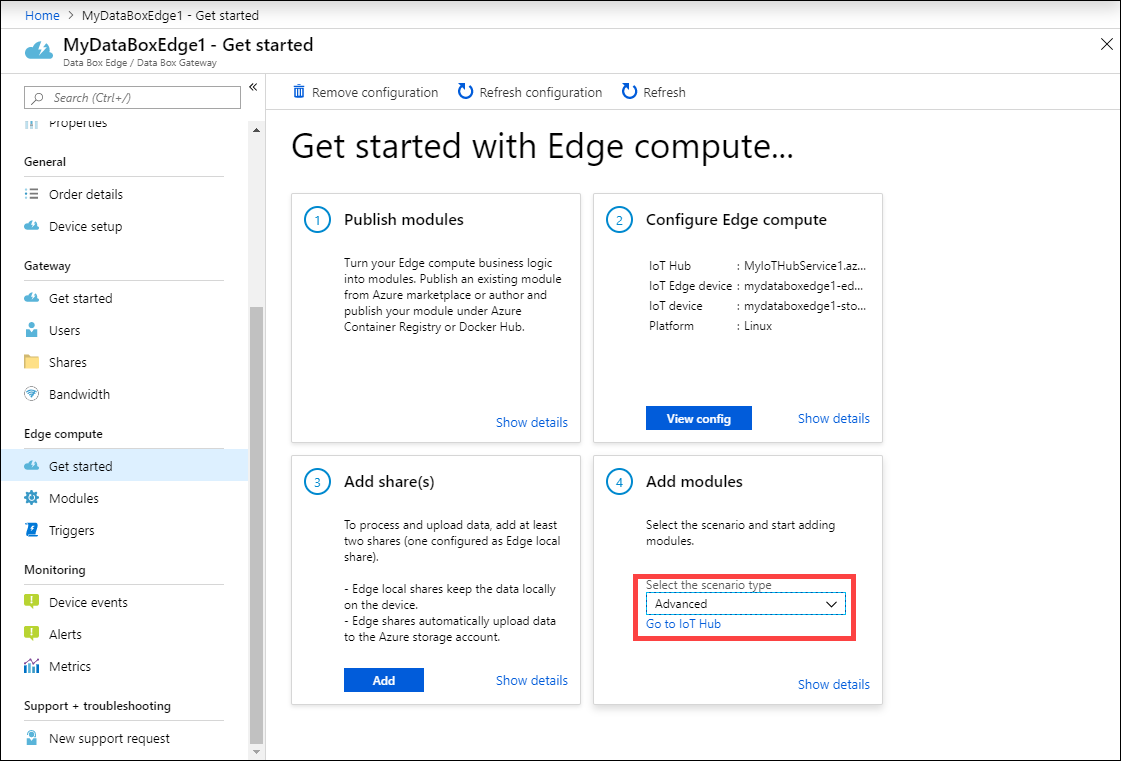 Home > MyDataBoxEdge1 - Get started
MyDataBoxEdge1 - Get started
Data Box Edge / Data Box Gateway
Search (Ctrl+/)
«
Properties
General
Order details
Device setup
Gateway
Get started
Users
Shares
Bandwidth
Edge compute
Get started
Modules
Triggers
Monitoring
Device events
Alerts
Metrics
Support + troubleshooting
New support request
Remove configuration
Refresh configuration
Refresh
Get started with Edge compute...
1
Publish modules
Turn your Edge compute business logic
into modules. Publish an existing module
from Azure marketplace or author and
publish your module under Azure
Container Registry or Docker Hub.
Show details
2
Configure Edge compute
IoT Hub : MyIoTHubService1.az...
IoT Edge device : mydataboxedge1-ed...
IoT device : mydataboxedge1-sto...
Platform : Linux
View config
Show details
3
Add share(s)
To process and upload data, add at least
two shares (one configured as Edge local
share).
- Edge local shares keep the data locally
on the device.
- Edge shares automatically upload data
to the Azure storage account.
Add
Show details
4
Add modules
Select the scenario and start adding
modules.
Select the scenario type
Advanced
Go to IoT Hub
Show details